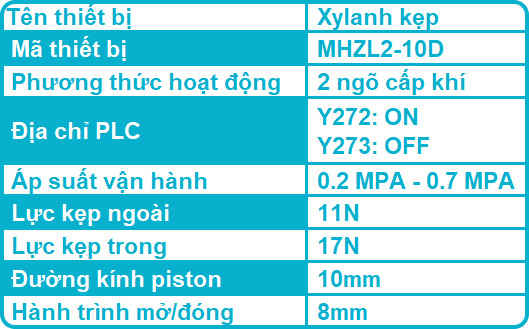 Tên thiết bị Xylanh kẹp
Mã thiết bị MHZL2-10D
Phương thức hoạt động 2 ngõ cấp khí
Địa chỉ PLC Y272: ON
Y273: OFF
Áp suất vận hành 0.2 MPA - 0.7 MPA
Lực kẹp ngoài 11N
Lực kẹp trong 17N
Đường kính piston 10mm
Hành trình mở/đóng 8mm